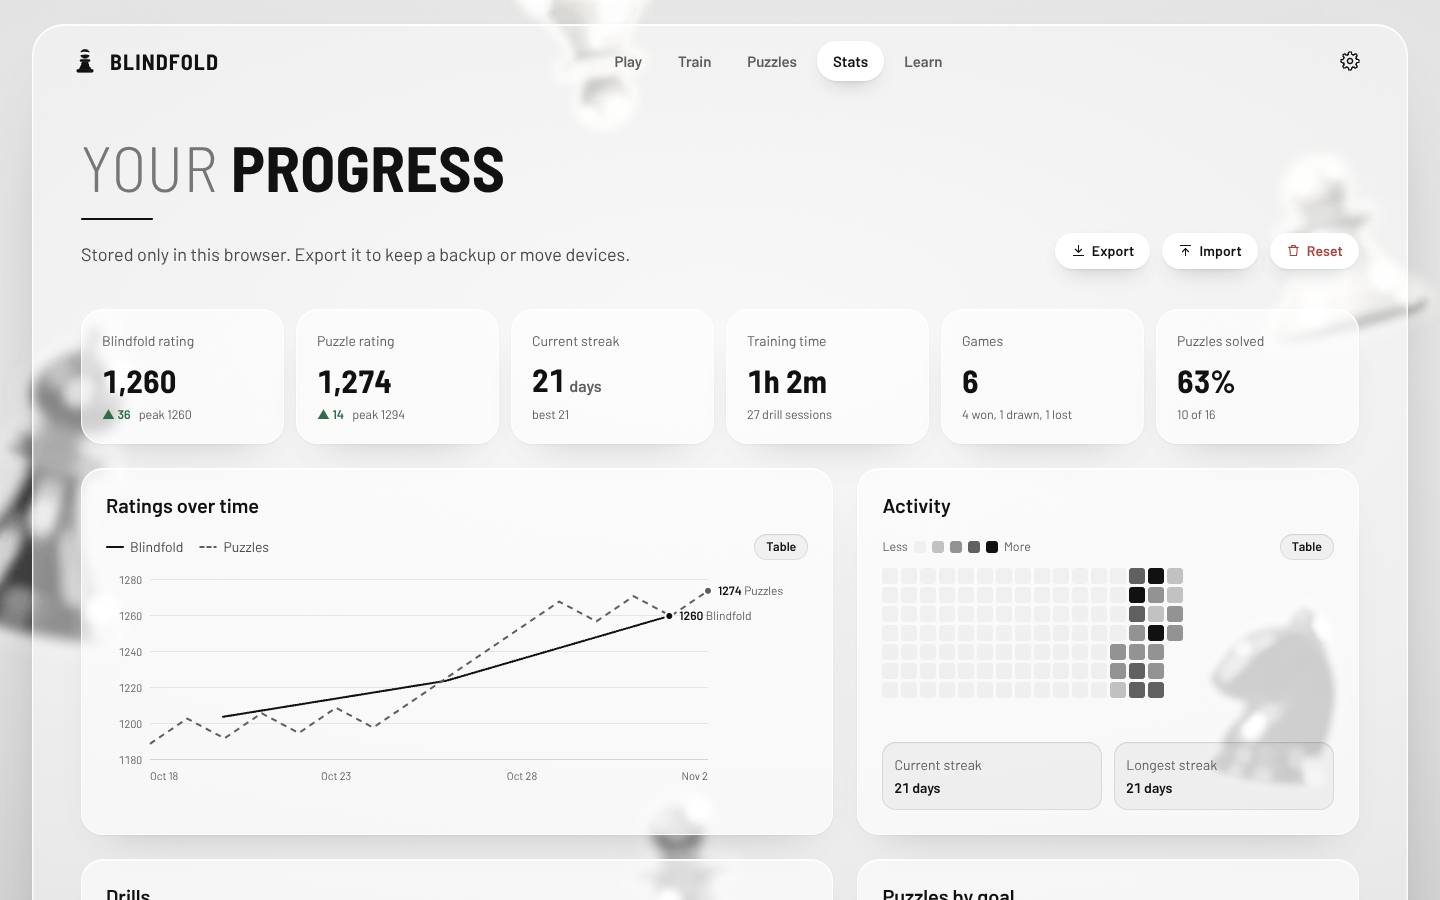 BLINDFOLD
Play
Train
Puzzles
Stats
Learn
YOUR PROGRESS
Stored only in this browser. Export it to keep a backup or move devices.
Export
Import
Reset
Blindfold rating
1,260
▲ 36 peak 1260
Puzzle rating
1,274
▲ 14 peak 1294
Current streak
21 days
best 21
Training time
1h 2m
27 drill sessions
Games
6
4 won, 1 drawn, 1 lost
Puzzles solved
63%
10 of 16
Ratings over time
Blindfold
Puzzles
Table
1280
1260
1240
1220
1200
1180
1274 Puzzles
1260 Blindfold
Oct 18
Oct 23
Oct 28
Nov 2
Activity
Less
More
Table
Current streak
21 days
Longest streak
21 days
Drills
Puzzles by goal